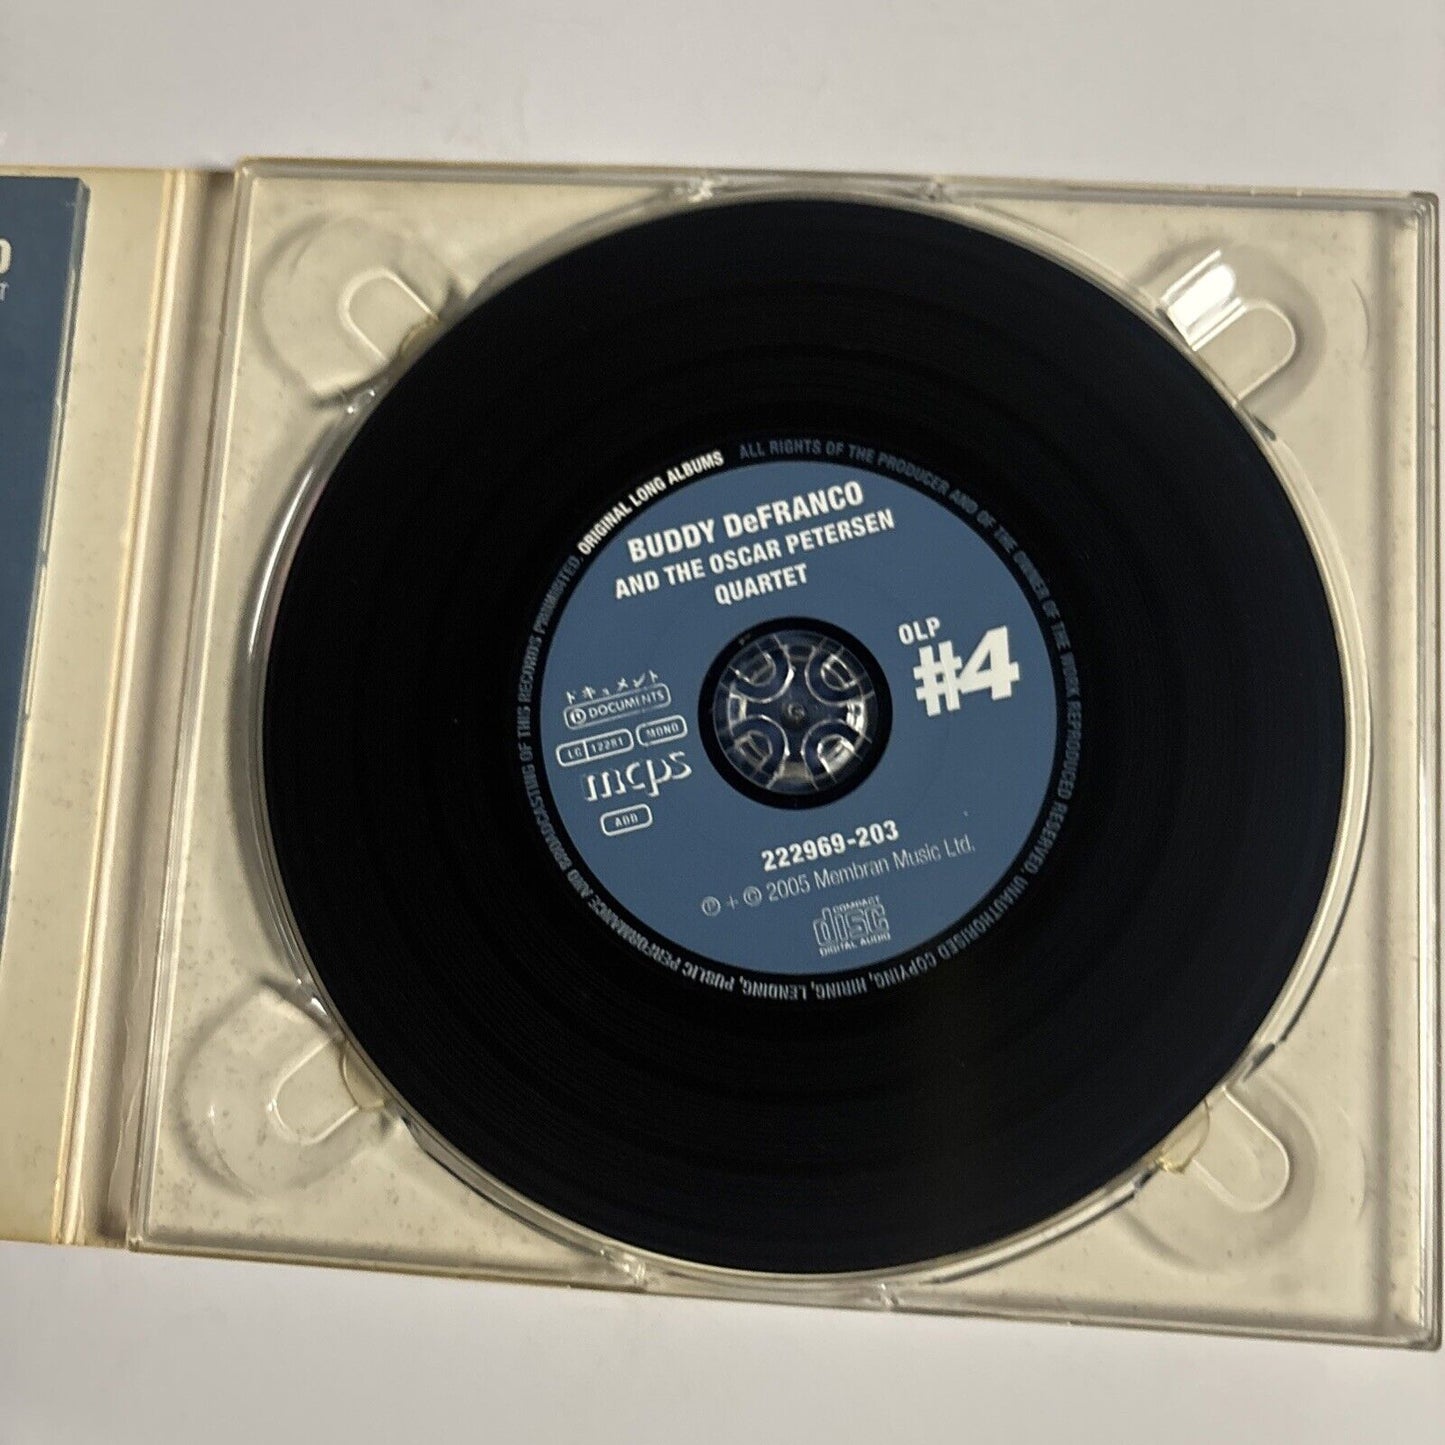 ORIGINAL LONG ALBUMS
ALL RIGHTS OF THE PRODUCER AND OF THE OWNER OF THE WORK REPRODUCED RESERVED. UNAUTHORISED COPYING, HIRING, LENDING, PUBLIC PERFORMANCE AND BROADCASTING OF THIS RECORDS PROHIBITED.
BUDDY DeFRANCO
AND THE OSCAR PETERSEN
QUARTET
OLP
#4
ドキュメント
DOCUMENTS
LC 12281 MONO
mcps
ADD
222969-203
℗ + © 2005 Membran Music Ltd.
COMPACT
disc
DIGITAL AUDIO
O
T